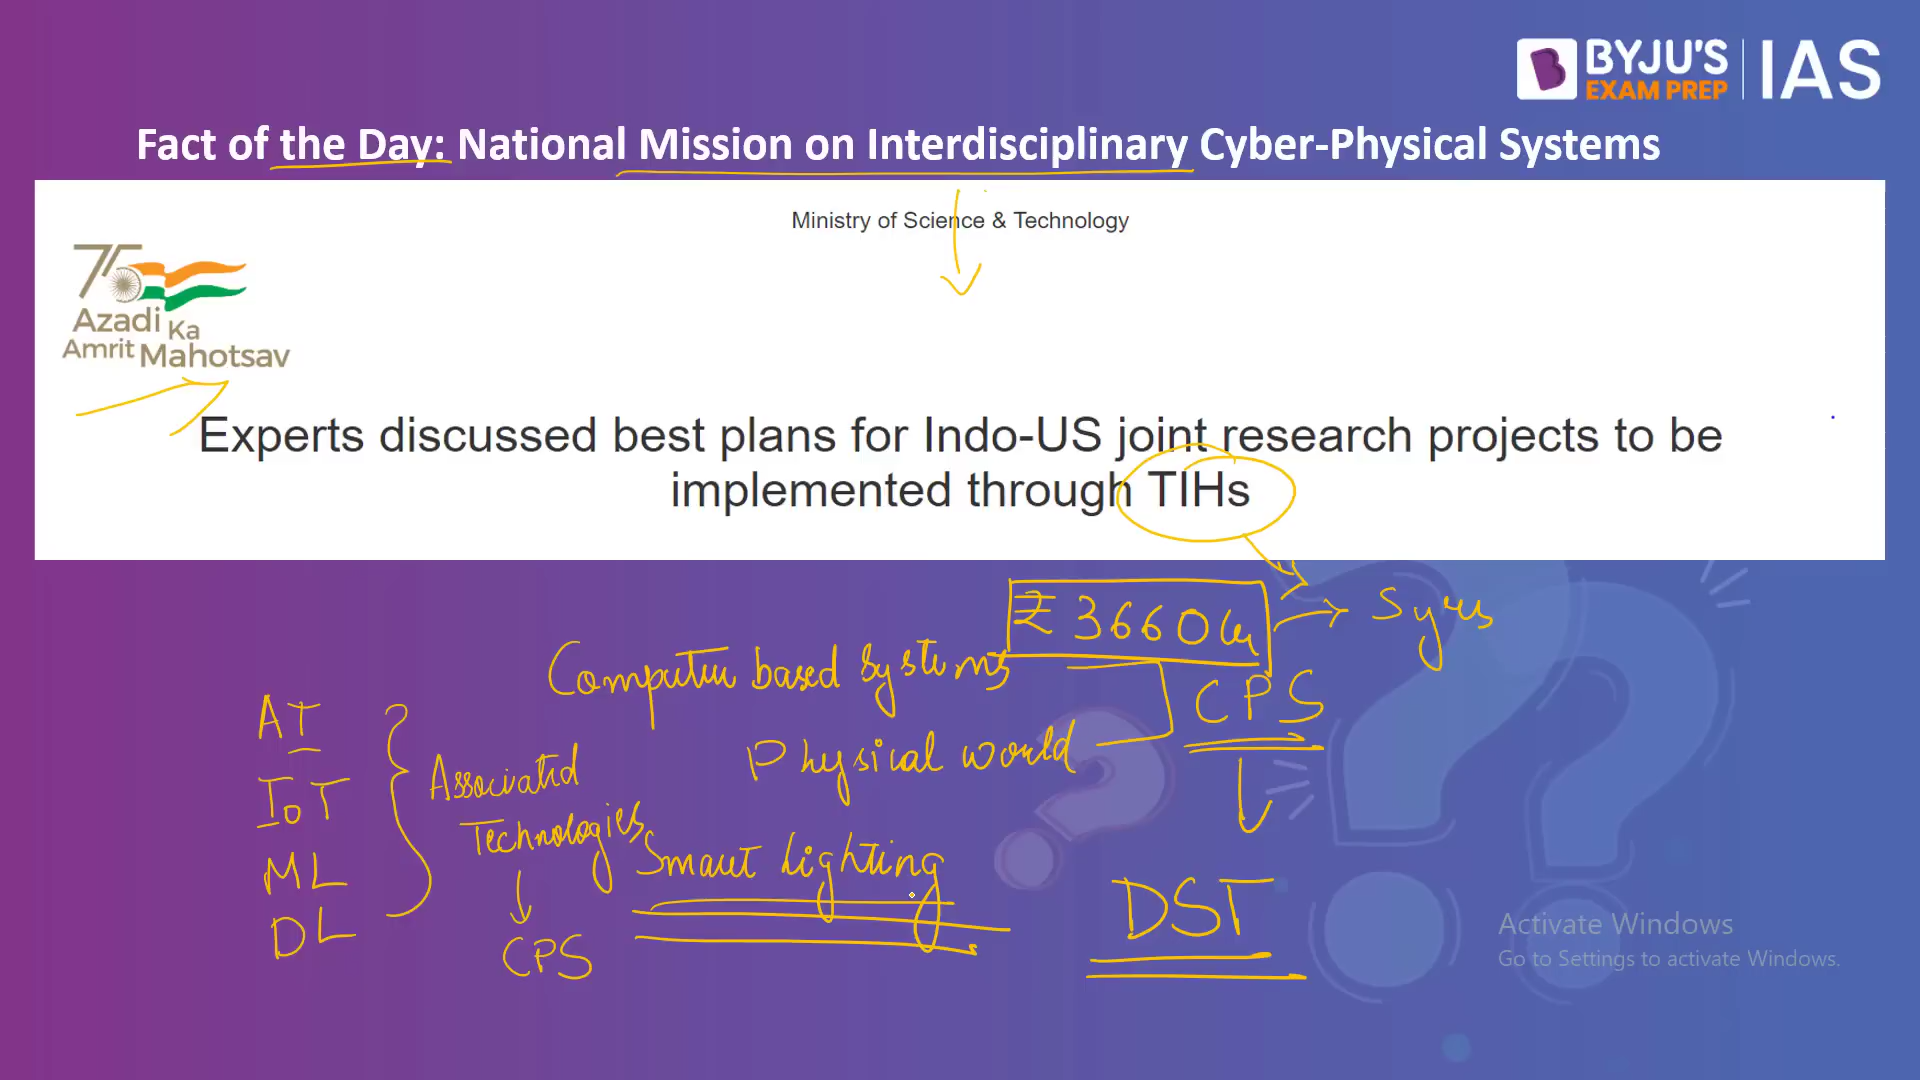 BYJU'S
EXAM PREP
IAS
Fact of the Day: National Mission on Interdisciplinary Cyber-Physical Systems
Ministry of Science & Technology
75
Azadi Ka
Amrit Mahotsav
Experts discussed best plans for Indo-US joint research projects to be
implemented through TIHs
₹ 3660 Cr
5 yrs
Computer based Systems
CPS
AI
IoT
ML
DL
Associated
Technologies
CPS
Physical world
Smart Lighting
DST
Activate Windows
Go to Settings to activate Windows.